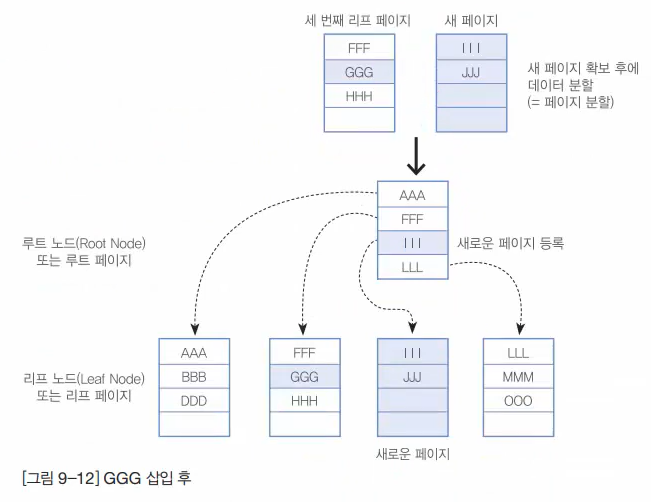 세 번째 리프 페이지
새 페이지
FFF
GGG
HHH
III
JJJ
새 페이지 확보 후에
데이터 분할
(= 페이지 분할)
AAA
FFF
III
LLL
루트 노드(Root Node)
또는 루트 페이지
새로운 페이지 등록
리프 노드(Leaf Node)
또는 리프 페이지
AAA
BBB
DDD
FFF
GGG
HHH
III
JJJ
LLL
MMM
OOO
새로운 페이지
[그림 9-12] GGG 삽입 후